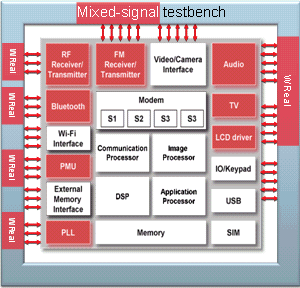 Mixed-signal testbench
WReal
WReal
WReal
WReal
WReal
RF
Receiver/
Transmitter
FM
Receiver/
Transmitter
Video/Camera
Interface
Audio
Bluetooth
Modem
S1 S2 S3 S3
TV
Wi-Fi
Interface
LCD driver
Communication
Processor
Image
Processor
PMU
IO/Keypad
External
Memory
Interface
DSP
Application
Processor
USB
PLL
Memory
SIM